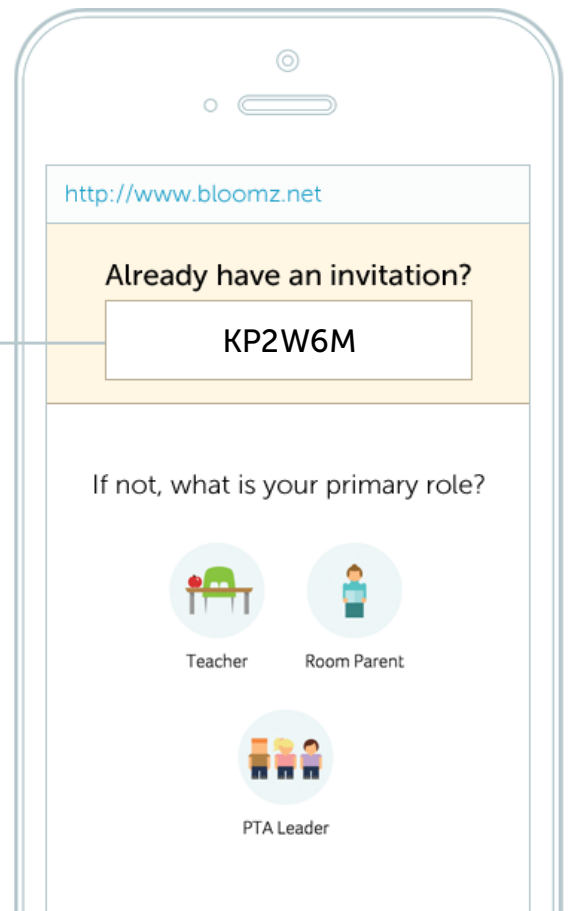 http://www.bloomz.net
Already have an invitation?
KP2W6M
If not, what is your primary role?
Teacher
Room Parent
PTA Leader